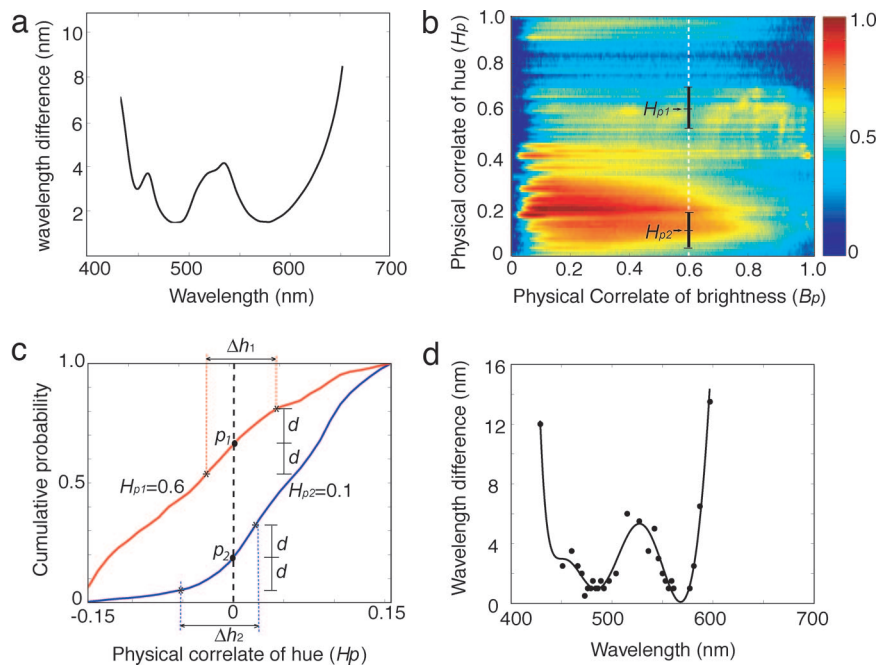 a
wavelength difference (nm)
10
8
6
4
2
400
500
600
700
Wavelength (nm)
b
Physical correlate of hue (Hp)
1.0
0.8
0.6
0.4
0.2
0
Hp1
Hp2
0
0.2
0.4
0.6
0.8
1.0
Physical Correlate of brightness (Bp)
1.0
0.5
0
c
Δh1
Cumulative probability
1.0
0.5
0
p1
d
d
Hp1=0.6
Hp2=0.1
p2
d
d
Δh2
-0.15
0
0.15
Physical correlate of hue (Hp)
d
Wavelength difference (nm)
16
12
8
4
0
400
500
600
700
Wavelength (nm)